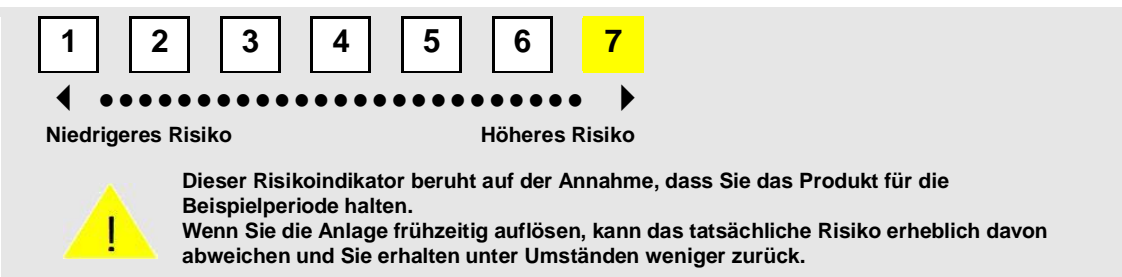 1 2 3 4 5 6 7
Niedrigeres Risiko Höheres Risiko
Dieser Risikoindikator beruht auf der Annahme, dass Sie das Produkt für die
Beispielperiode halten.
!
Wenn Sie die Anlage frühzeitig auflösen, kann das tatsächliche Risiko erheblich davon
abweichen und Sie erhalten unter Umständen weniger zurück.